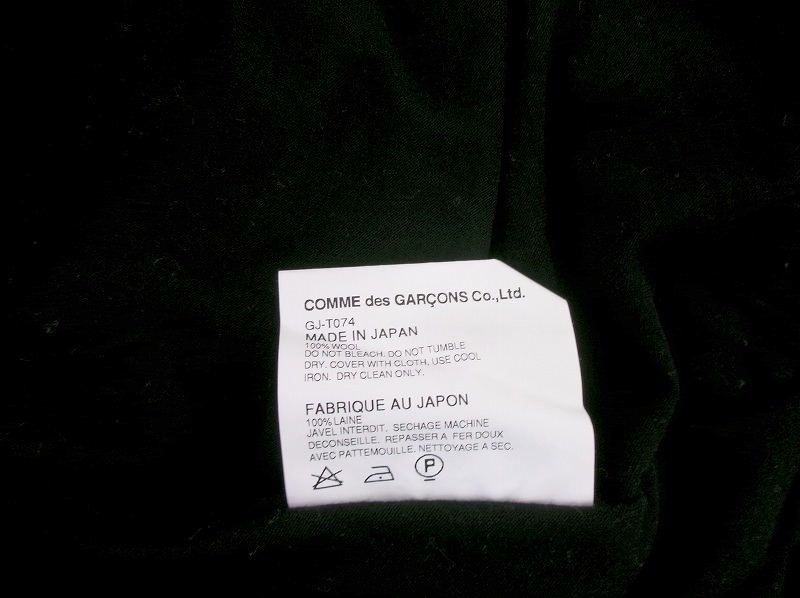 COMME des GARÇONS Co.,Ltd.
GJ-T074
MADE IN JAPAN
100% WOOL
DO NOT BLEACH. DO NOT TUMBLE
DRY. COVER WITH CLOTH, USE COOL
IRON. DRY CLEAN ONLY.
FABRIQUE AU JAPON
100% LAINE
JAVEL INTERDIT. SECHAGE MACHINE
DECONSEILLE. REPASSER A FER DOUX
AVEC PATTEMOUILLE. NETTOYAGE A SEC.
P